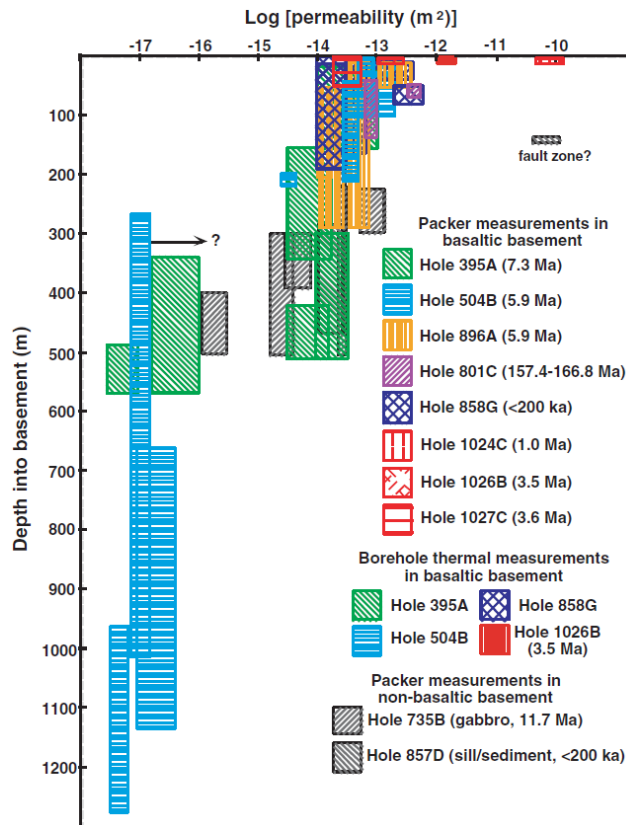 Log [permeability (m²)]
-17 -16 -15 -14 -13 -12 -11 -10
Depth into basement (m)
100
200
300
400
500
600
700
800
900
1000
1100
1200
fault zone?
?
Packer measurements in
basaltic basement
Hole 395A (7.3 Ma)
Hole 504B (5.9 Ma)
Hole 896A (5.9 Ma)
Hole 801C (157.4-166.8 Ma)
Hole 858G (<200 ka)
Hole 1024C (1.0 Ma)
Hole 1026B (3.5 Ma)
Hole 1027C (3.6 Ma)
Borehole thermal measurements
in basaltic basement
Hole 395A
Hole 858G
Hole 504B
Hole 1026B
(3.5 Ma)
Packer measurements in
non-basaltic basement
Hole 735B (gabbro, 11.7 Ma)
Hole 857D (sill/sediment, <200 ka)